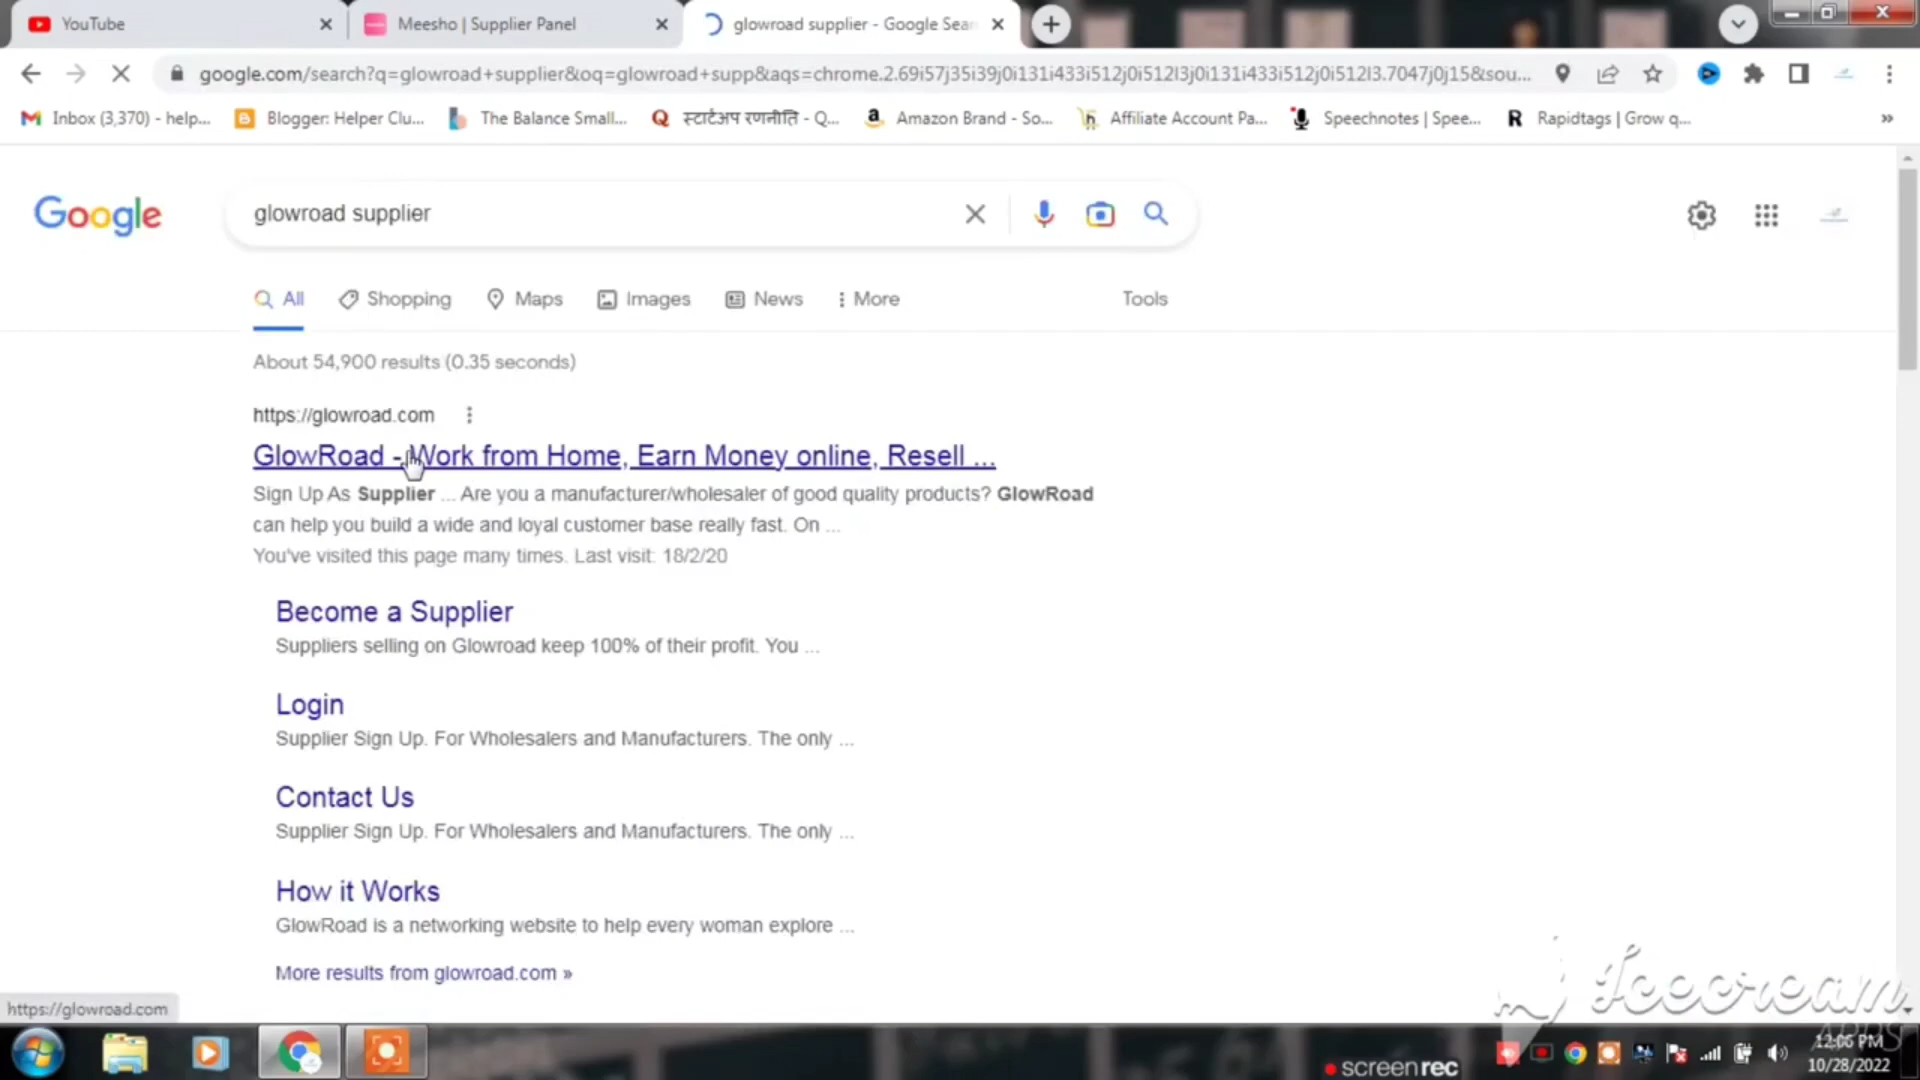 YouTube
Meesho | Supplier Panel
glowroad supplier - Google Sear
google.com/search?q=glowroad+supplier&oq=glowroad+supp&aqs=chrome.2.69i57j35i39j0i131i433i512j0i512l3j0i131i433i512j0i512l3.7047j0j15&sou...
Inbox (3,370) - help...
Blogger: Helper Clu...
The Balance Small...
स्टार्टअप रणनीति - Q...
Amazon Brand - So...
Affiliate Account Pa...
Speechnotes | Spee...
Rapidtags | Grow q...
Google
glowroad supplier
All
Shopping
Maps
Images
News
More
Tools
About 54,900 results (0.35 seconds)
https://glowroad.com
GlowRoad - Work from Home, Earn Money online, Resell ...
Sign Up As Supplier ... Are you a manufacturer/wholesaler of good quality products? GlowRoad
can help you build a wide and loyal customer base really fast. On ...
You've visited this page many times. Last visit: 18/2/20
Become a Supplier
Suppliers selling on Glowroad keep 100% of their profit. You ...
Login
Supplier Sign Up. For Wholesalers and Manufacturers. The only ...
Contact Us
Supplier Sign Up. For Wholesalers and Manufacturers. The only ...
How it Works
GlowRoad is a networking website to help every woman explore ...
More results from glowroad.com »
https://glowroad.com
Icecream
APPS
screenrec
12:06 PM
10/28/2022